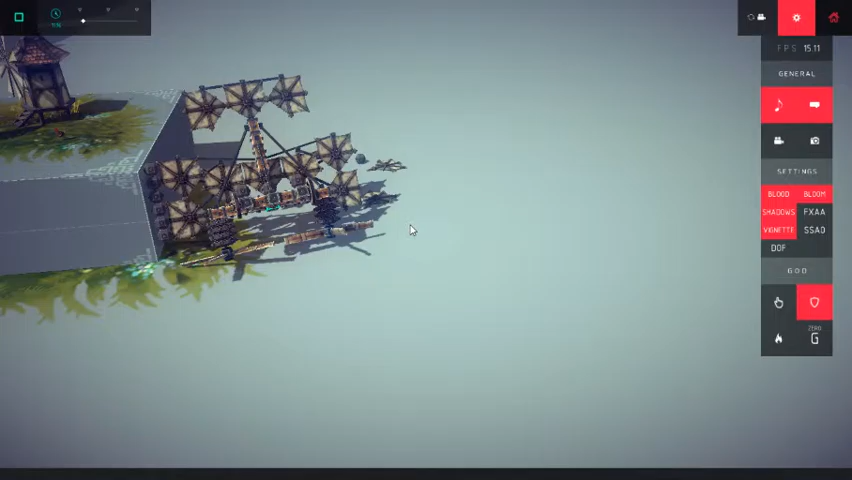 FPS 15.11
GENERAL
SETTINGS
BLOOD BLOOM
SHADOWS FXAA
VIGNETTE SSAO
DOF
GOD
ZERO
G